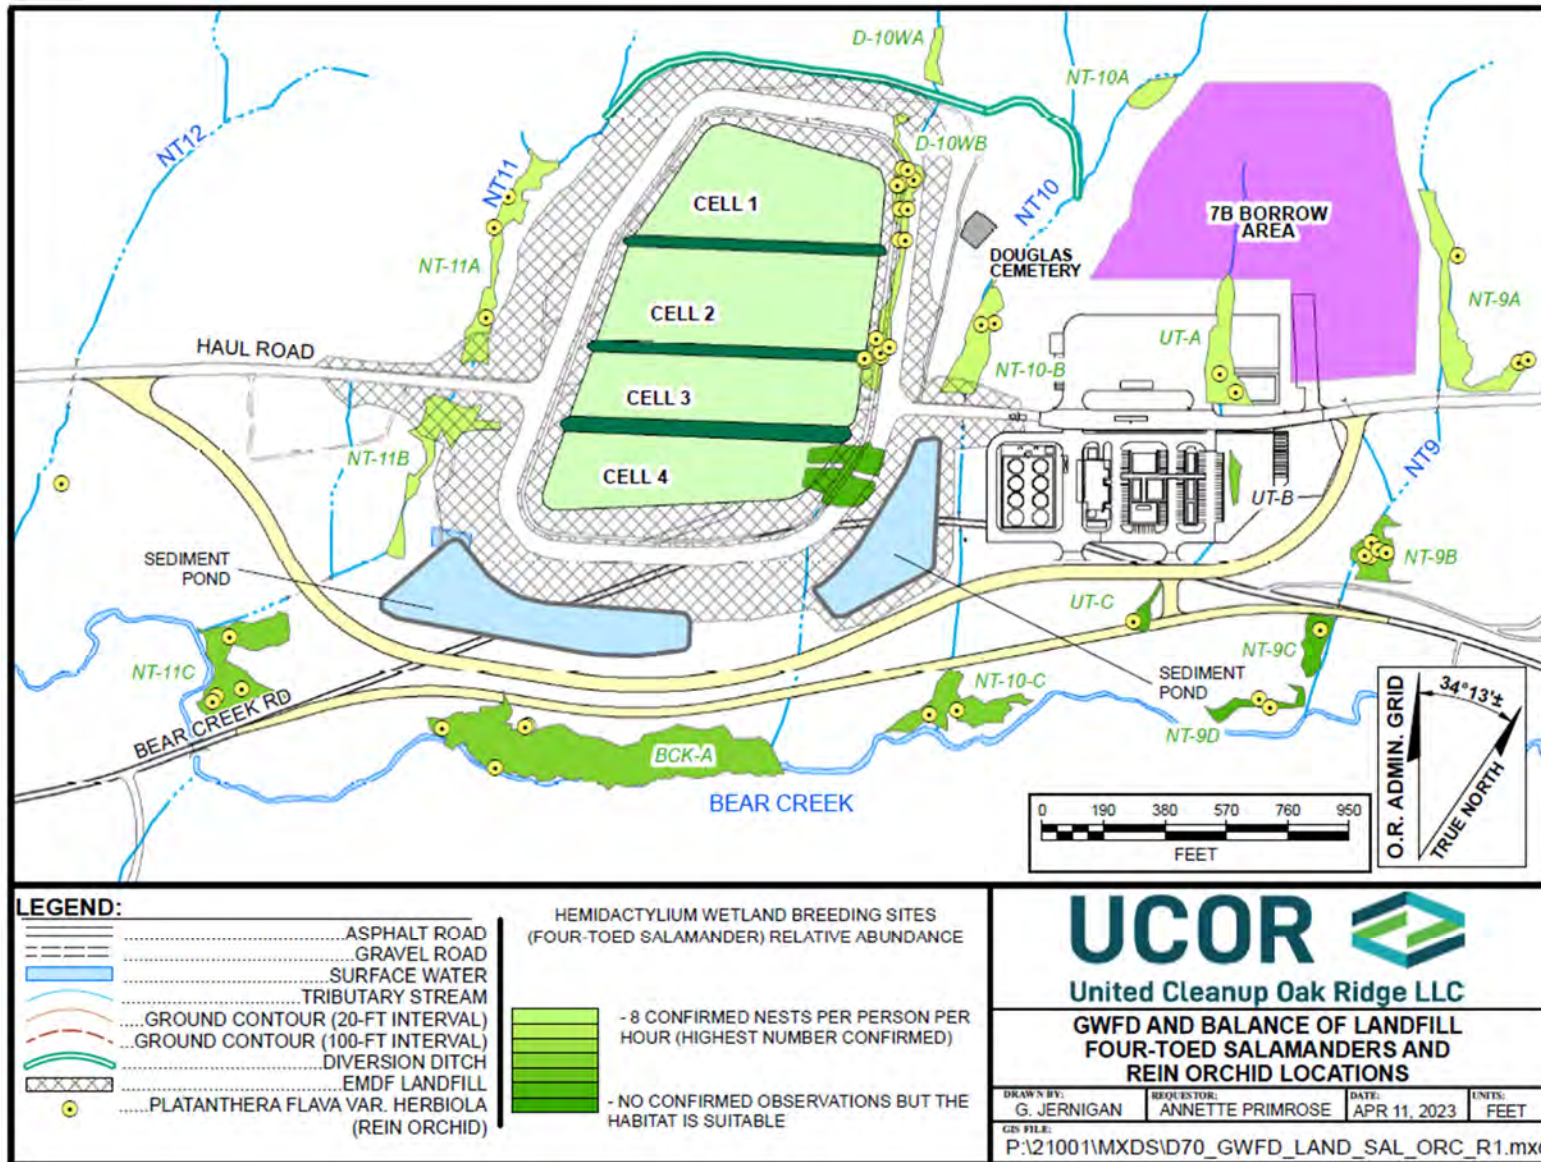 D-10WA
NT-10A
NT12
NT11
D-10WB
NT10
CELL 1
7B BORROW
AREA
DOUGLAS
CEMETERY
NT-11A
NT-9A
CELL 2
UT-A
HAUL ROAD
NT-10-B
CELL 3
NT-11B
NT9
CELL 4
UT-B
SEDIMENT
POND
NT-9B
UT-C
NT-9C
NT-11C
SEDIMENT
POND
NT-10-C
BEAR CREEK RD
NT-9D
BCK-A
BEAR CREEK
0 190 380 570 760 950
FEET
O.R. ADMIN. GRID
34°13'±
TRUE NORTH
LEGEND:
ASPHALT ROAD
GRAVEL ROAD
SURFACE WATER
TRIBUTARY STREAM
GROUND CONTOUR (20-FT INTERVAL)
GROUND CONTOUR (100-FT INTERVAL)
DIVERSION DITCH
EMDF LANDFILL
PLATANTHERA FLAVA VAR. HERBIOLA
(REIN ORCHID)
HEMIDACTYLIUM WETLAND BREEDING SITES
(FOUR-TOED SALAMANDER) RELATIVE ABUNDANCE
- 8 CONFIRMED NESTS PER PERSON PER
HOUR (HIGHEST NUMBER CONFIRMED)
- NO CONFIRMED OBSERVATIONS BUT THE
HABITAT IS SUITABLE
UCOR
United Cleanup Oak Ridge LLC
GWFD AND BALANCE OF LANDFILL
FOUR-TOED SALAMANDERS AND
REIN ORCHID LOCATIONS
DRAWN BY: REQUESTOR: DATE: UNITS:
G. JERNIGAN ANNETTE PRIMROSE APR 11, 2023 FEET
GIS FILE:
P:\21001\MXDS\D70_GWFD_LAND_SAL_ORC_R1.mxd